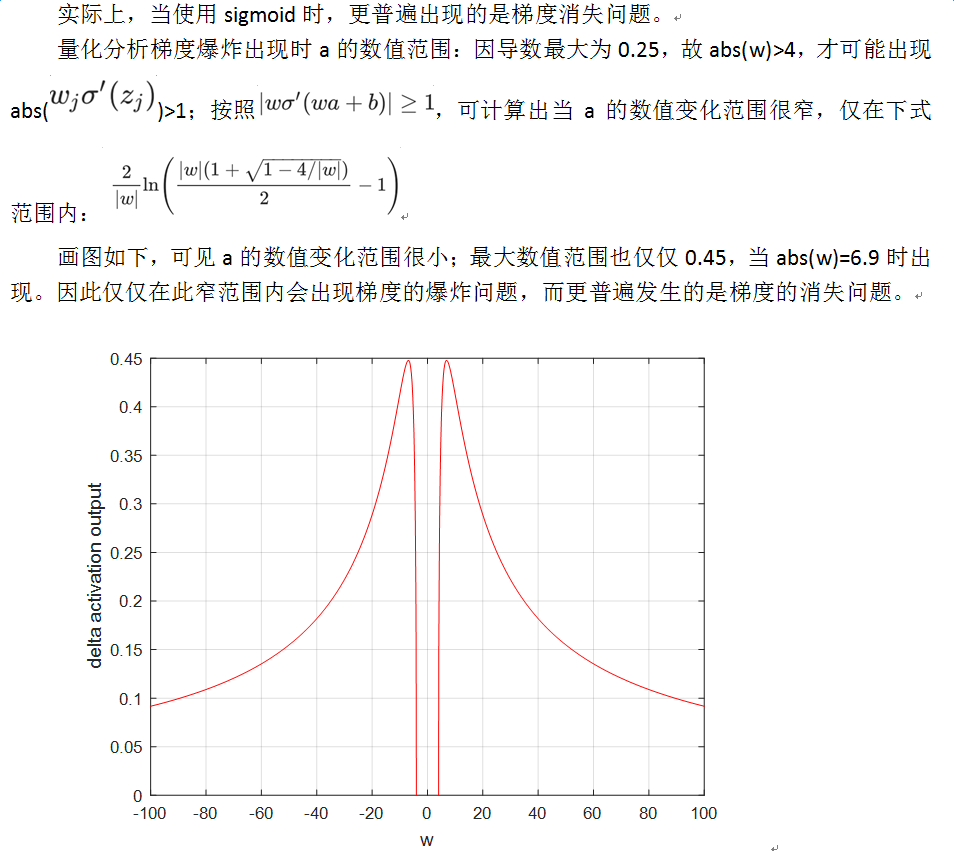 实际上，当使用 sigmoid 时，更普遍出现的是梯度消失问题。
量化分析梯度爆炸出现时 a 的数值范围：因导数最大为 0.25，故 abs(w)>4，才可能出现
abs(w_jσ′(z_j))>1；按照|wσ′(wa + b)| ≥ 1，可计算出当 a 的数值变化范围很窄，仅在下式
范围内： 2/|w| ln( |w|(1 + √(1 − 4/|w|))/2 − 1 )
画图如下，可见 a 的数值变化范围很小；最大数值范围也仅仅 0.45，当 abs(w)=6.9 时出
现。因此仅仅在此窄范围内会出现梯度的爆炸问题，而更普遍发生的是梯度的消失问题。
0.45
0.4
0.35
0.3
0.25
0.2
0.15
0.1
0.05
0
delta activation output
-100 -80 -60 -40 -20 0 20 40 60 80 100
w